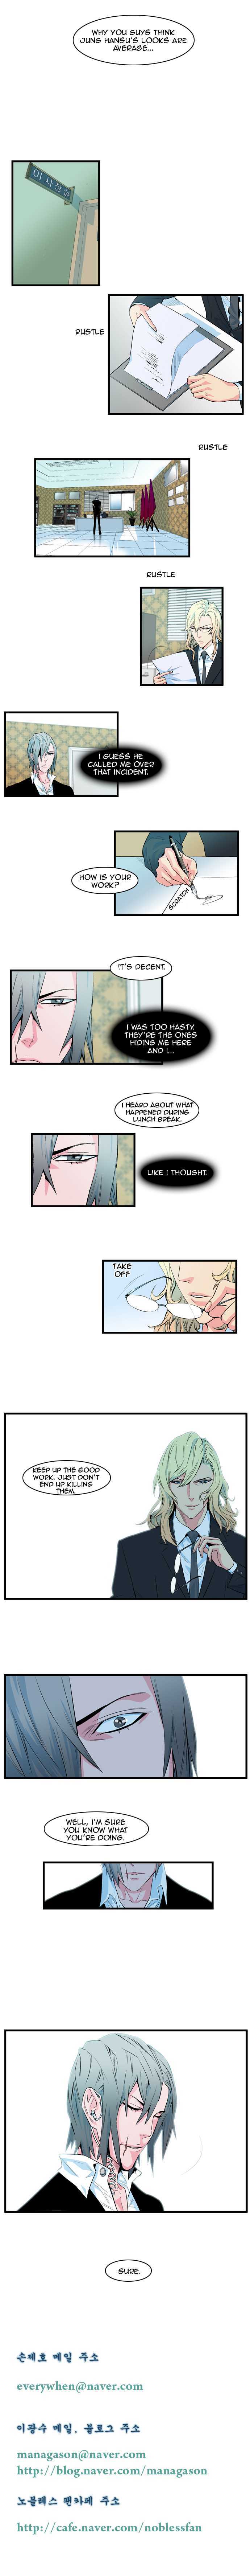 WHY YOU GUYS THINK
JUNG HANSU'S LOOKS ARE
AVERAGE...
이사장실
RUSTLE
RUSTLE
RUSTLE
I GUESS HE
CALLED ME OVER
THAT INCIDENT.
HOW IS YOUR
WORK?
SCRATCH
IT'S DECENT.
I WAS TOO HASTY.
THEY'RE THE ONES
HIDING ME HERE
AND I...
I HEARD ABOUT WHAT
HAPPENED DURING
LUNCH BREAK.
LIKE I THOUGHT.
TAKE
OFF
KEEP UP THE GOOD
WORK. JUST DON'T
END UP KILLING
THEM.
WELL, I'M SURE
YOU KNOW WHAT
YOU'RE DOING.
SURE.
손제호 메일 주소
everywhen@naver.com
이광수 메일, 블로그 주소
managason@naver.com
http://blog.naver.com/managason
노블레스 팬카페 주소
http://cafe.naver.com/noblessfan